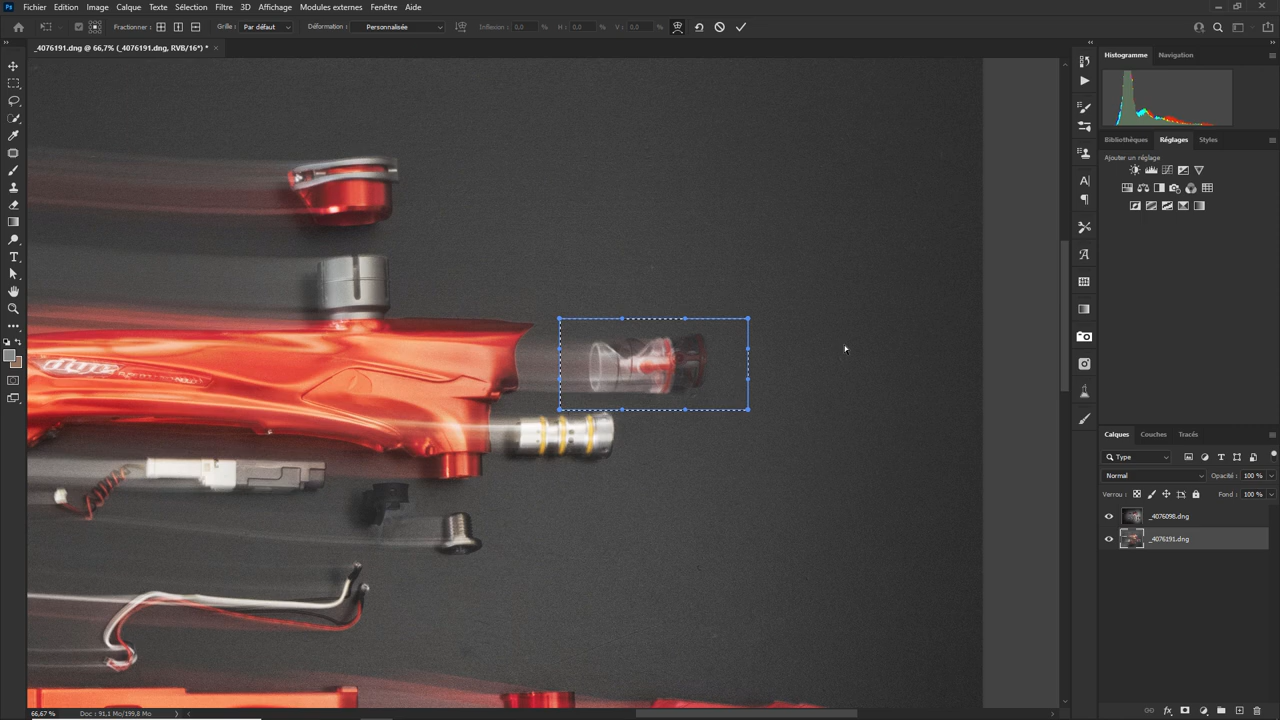 Fichier Edition Image Calque Texte Sélection Filtre 3D Affichage Modules externes Fenêtre Aide
Fractionner : Grille : Par défaut Déformation : Personnalisée Inflexion : 0,0 % H : 0,0 % V : 0,0 %
_4076191.dng @ 66,7% (_4076191.dng, RVB/16*) *
Histogramme Navigation
Bibliothèques Réglages Styles
Ajouter un réglage
dye
Calques Couches Tracés
Type
Normal Opacité : 100 %
Verrou : Fond : 100 %
_4076098.dng
_4076191.dng
66,67 % Doc : 91,1 Mo/199,8 Mo